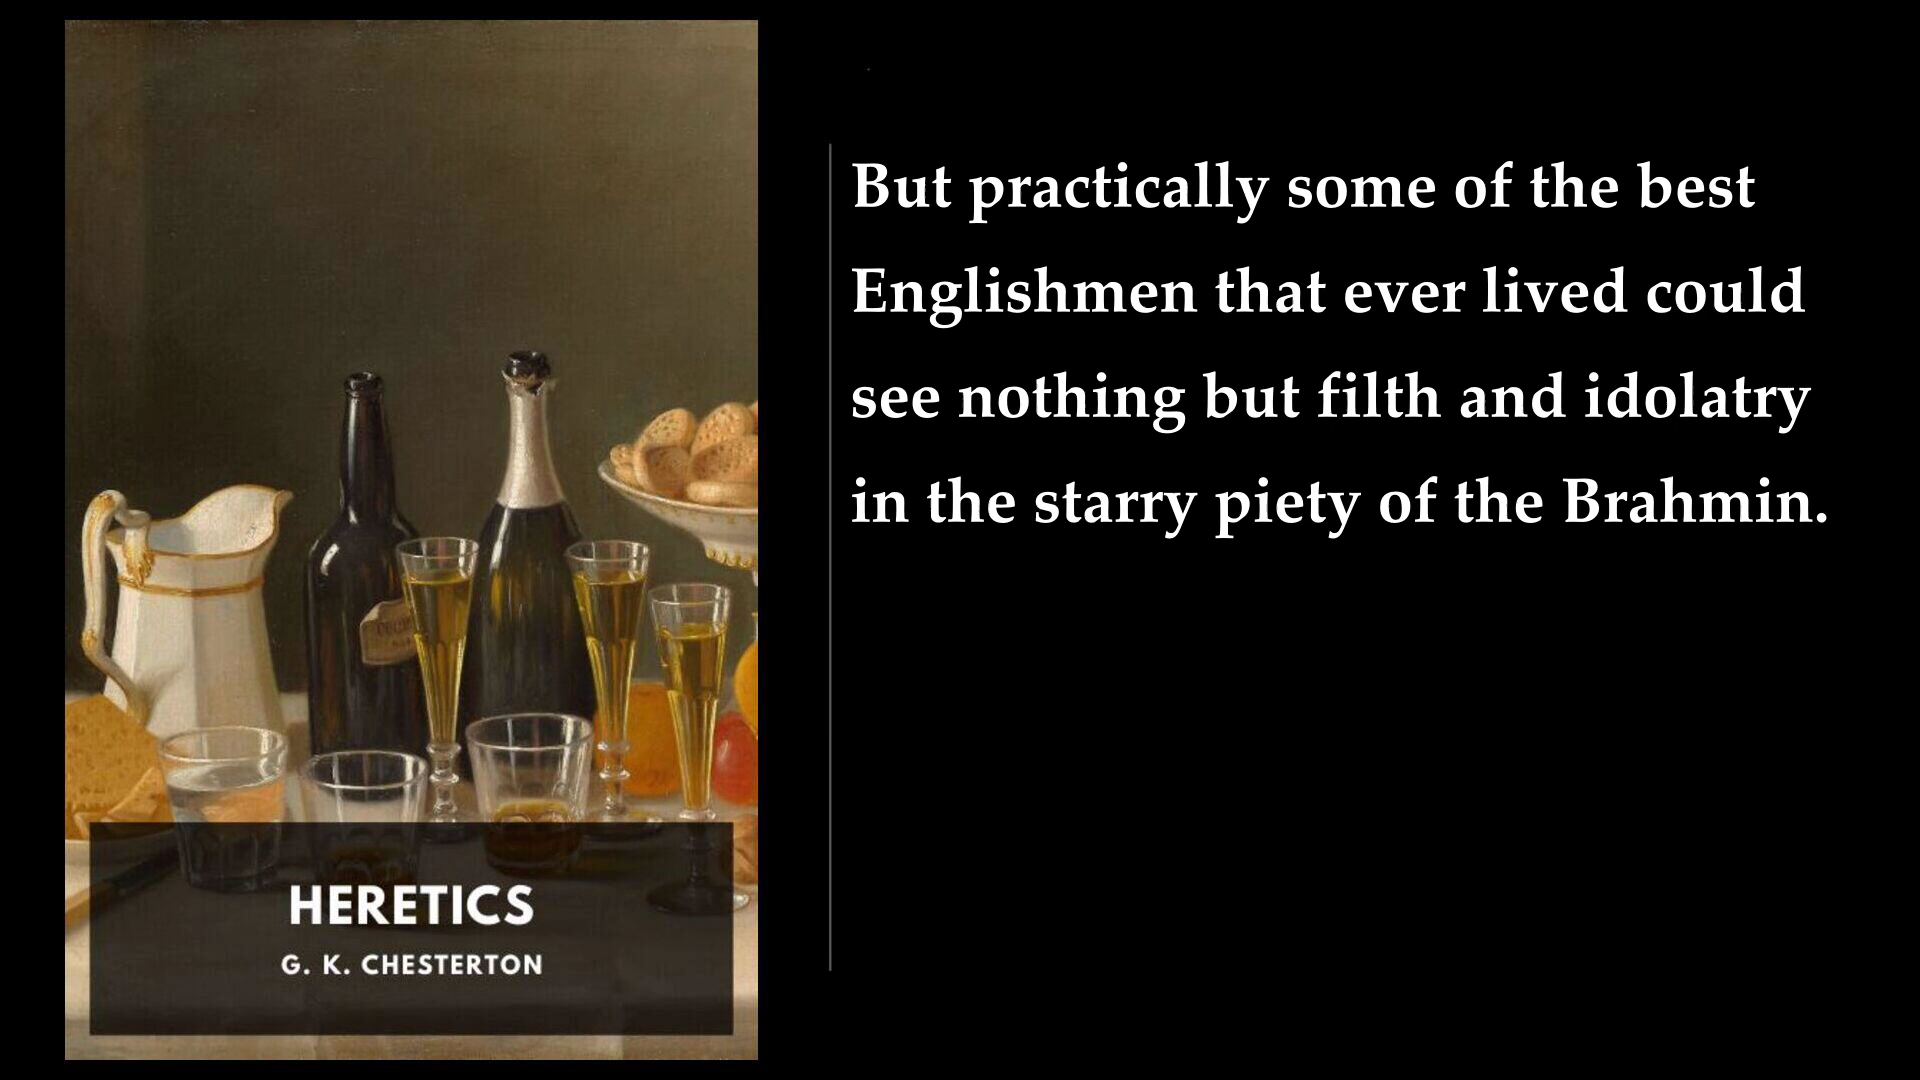 But practically some of the best
Englishmen that ever lived could
see nothing but filth and idolatry
in the starry piety of the Brahmin.
HERETICS
G. K. CHESTERTON